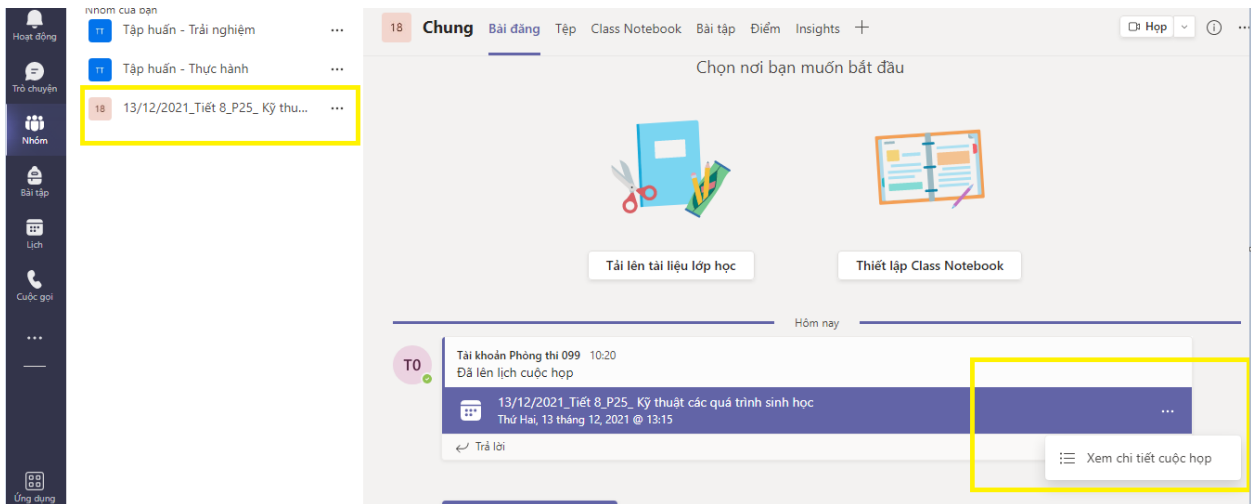 Hoạt động
Trò chuyện
Nhóm
Bài tập
Lịch
Cuộc gọi
...
Ứng dụng
Nhóm của bạn
TT Tập huấn - Trải nghiệm ...
TT Tập huấn - Thực hành ...
18 13/12/2021_Tiết 8_P25_ Kỹ thu... ...
18 Chung Bài đăng Tệp Class Notebook Bài tập Điểm Insights + Họp ...
Chọn nơi bạn muốn bắt đầu
Tải lên tài liệu lớp học Thiết lập Class Notebook
Hôm nay
T0 Tài khoản Phòng thi 099 10:20
Đã lên lịch cuộc họp
13/12/2021_Tiết 8_P25_ Kỹ thuật các quá trình sinh học ...
Thứ Hai, 13 tháng 12, 2021 @ 13:15
Trả lời
Xem chi tiết cuộc họp